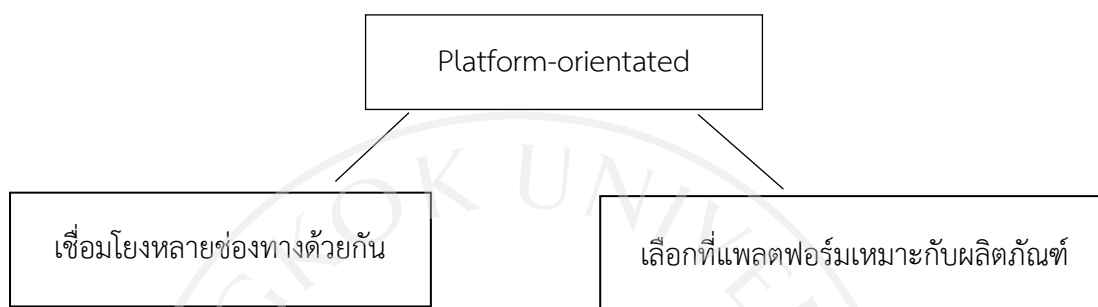 Platform-orientated
เชื่อมโยงหลายช่องทางด้วยกัน
เลือกที่แพลตฟอร์มเหมาะกับผลิตภัณฑ์